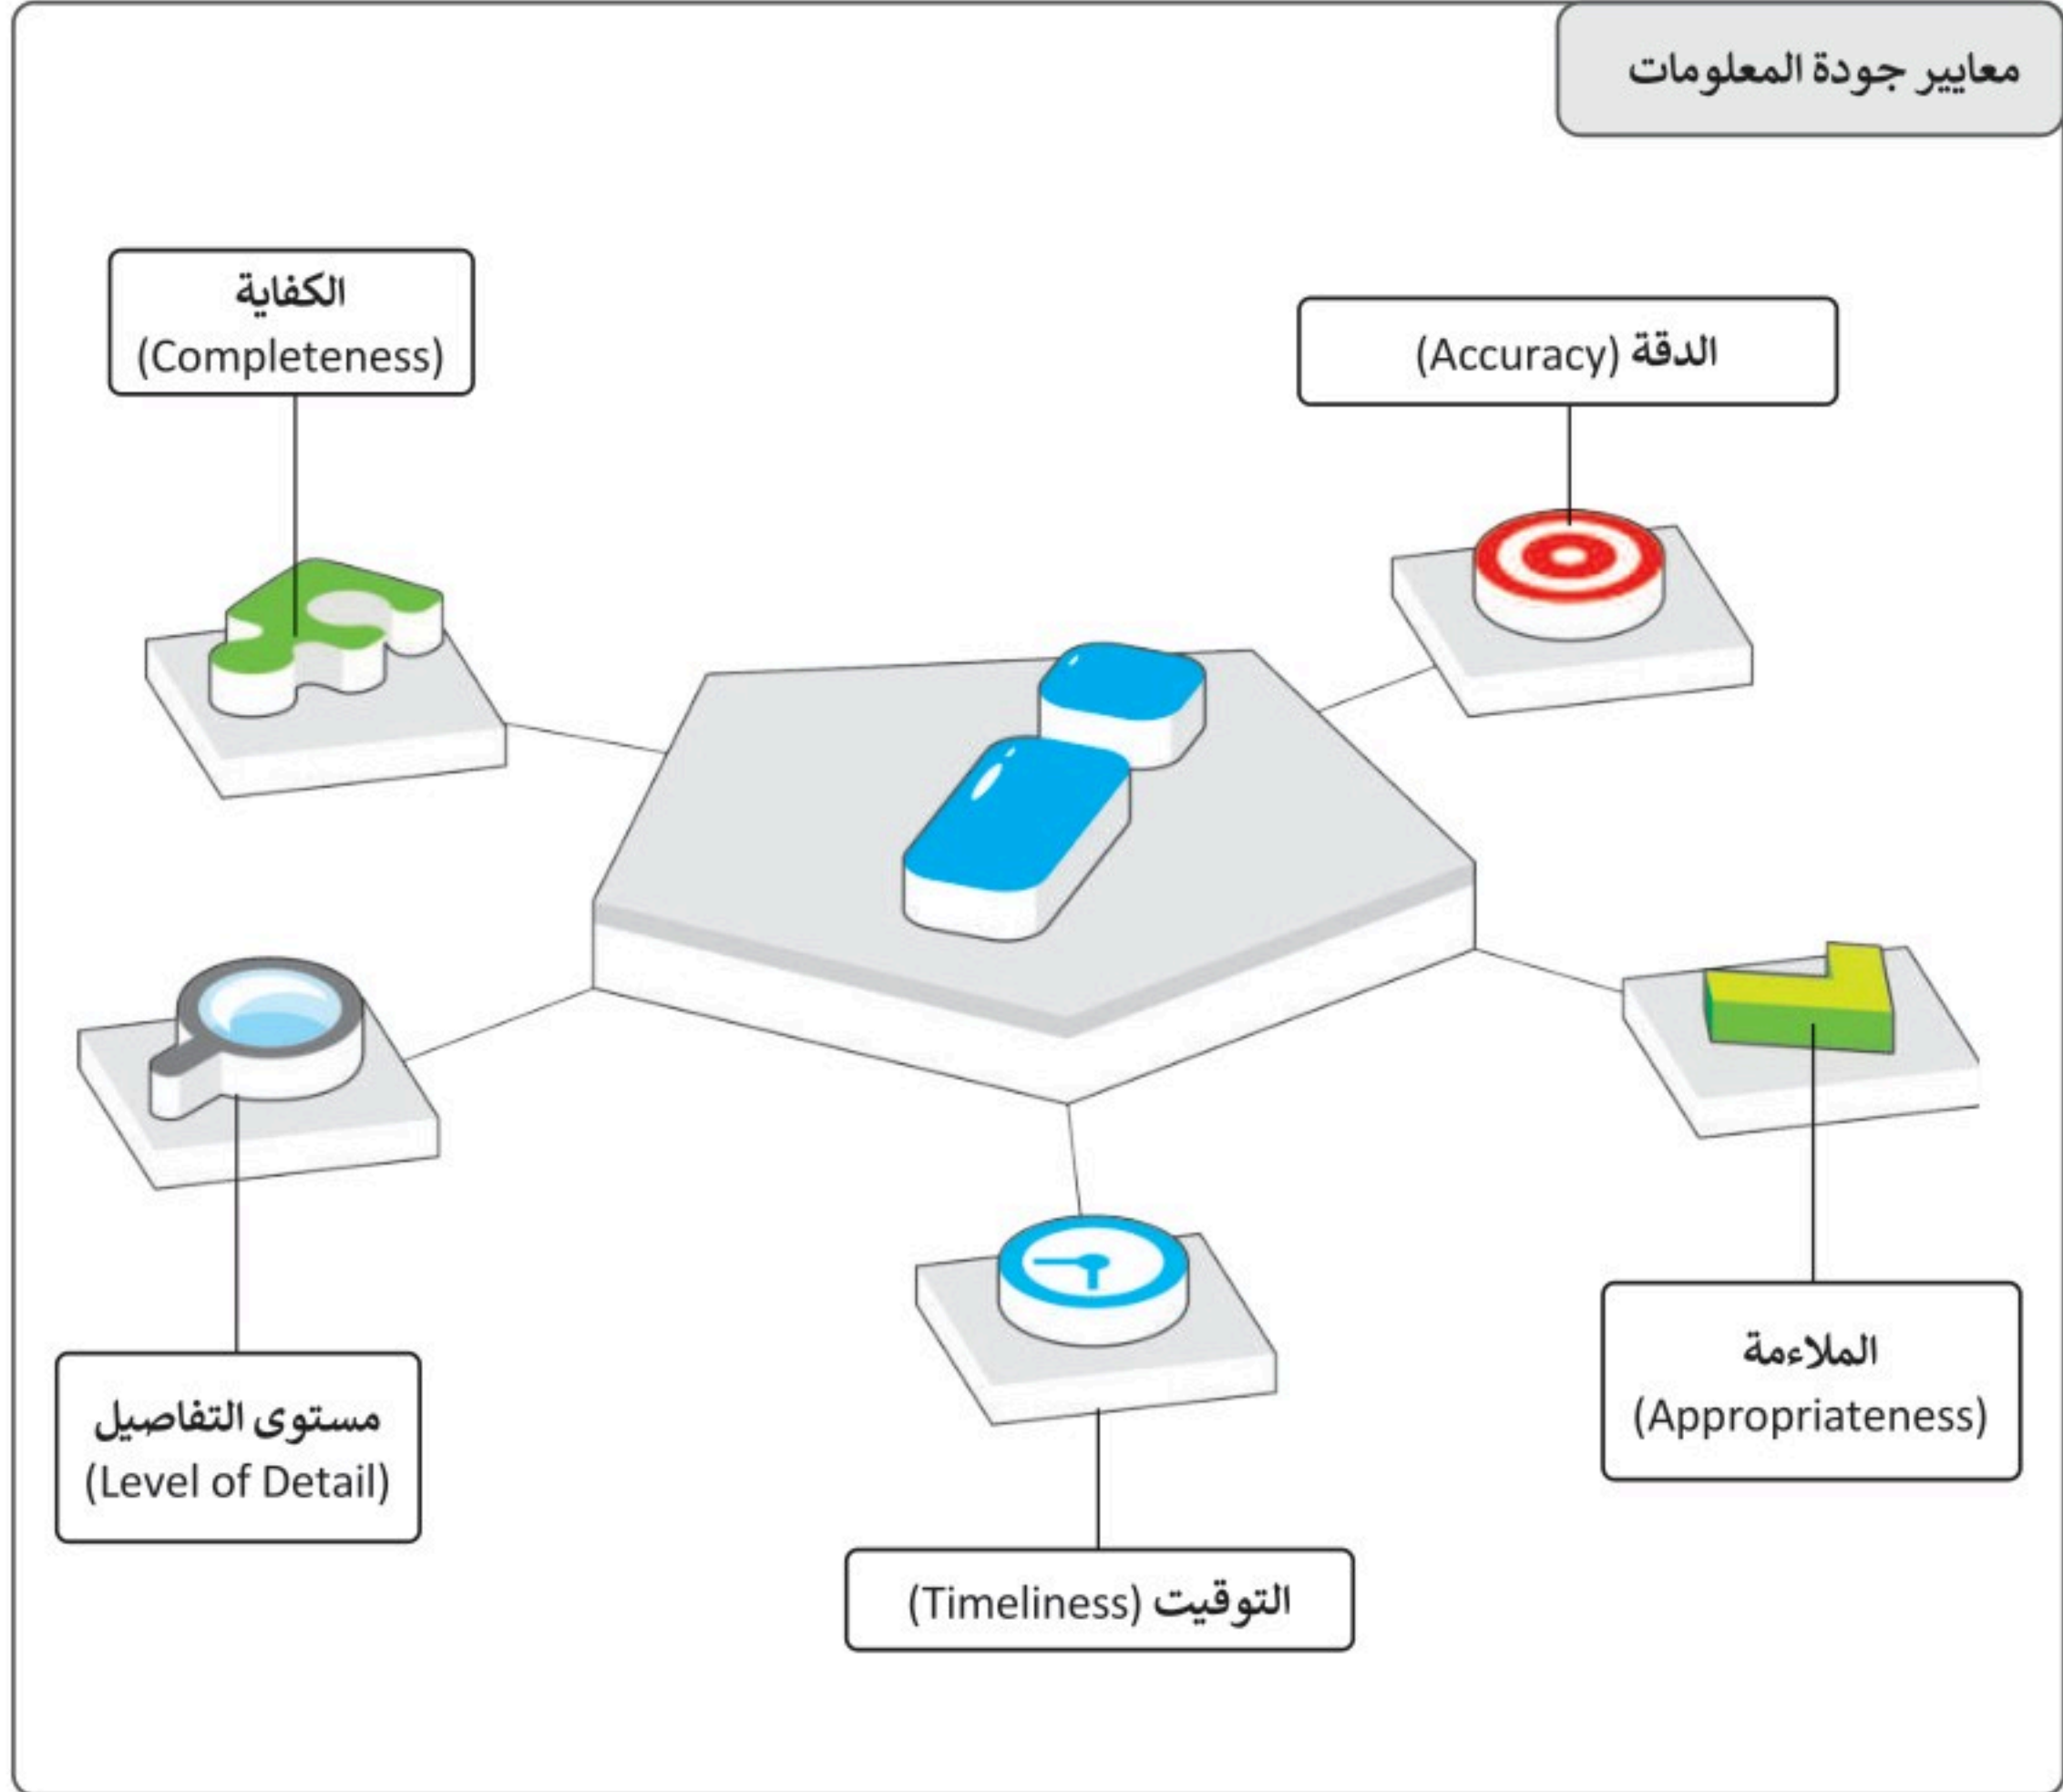 معايير جودة المعلومات
الدقة (Accuracy)
الكفاية
(Completeness)
الملاءمة
(Appropriateness)
مستوى التفاصيل
(Level of Detail)
التوقيت (Timeliness)